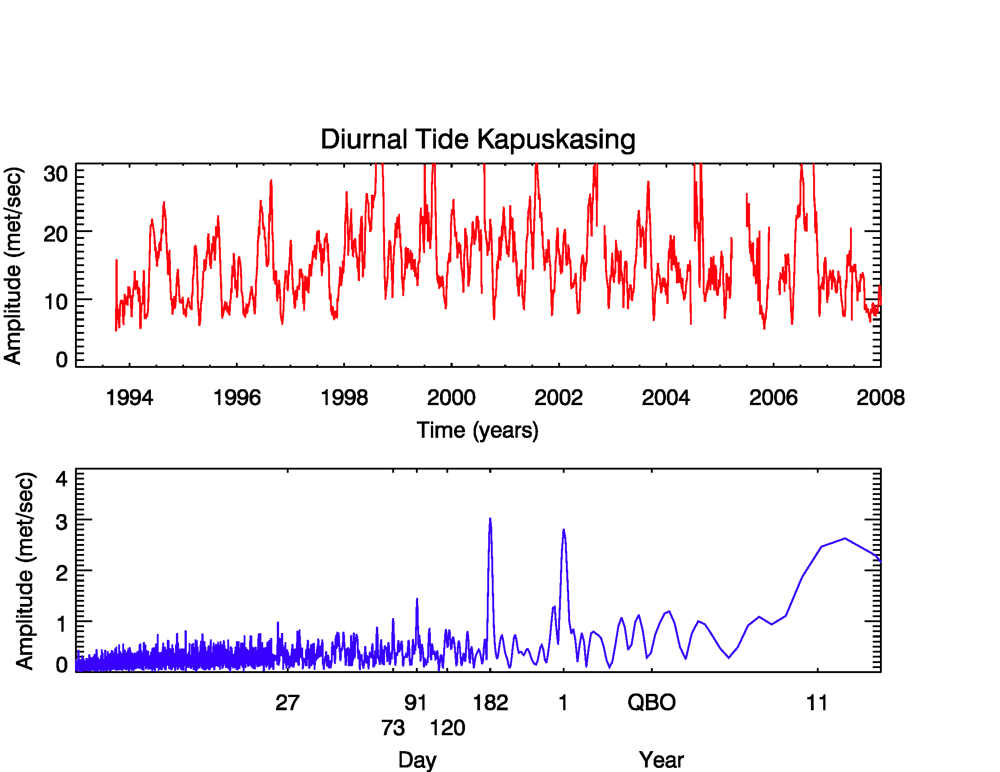 Diurnal Tide Kapuskasing
Amplitude (met/sec)
30
20
10
0
1994 1996 1998 2000 2002 2004 2006 2008
Time (years)
Amplitude (met/sec)
4
3
2
1
0
27 91 182 1 QBO 11
73 120
Day Year